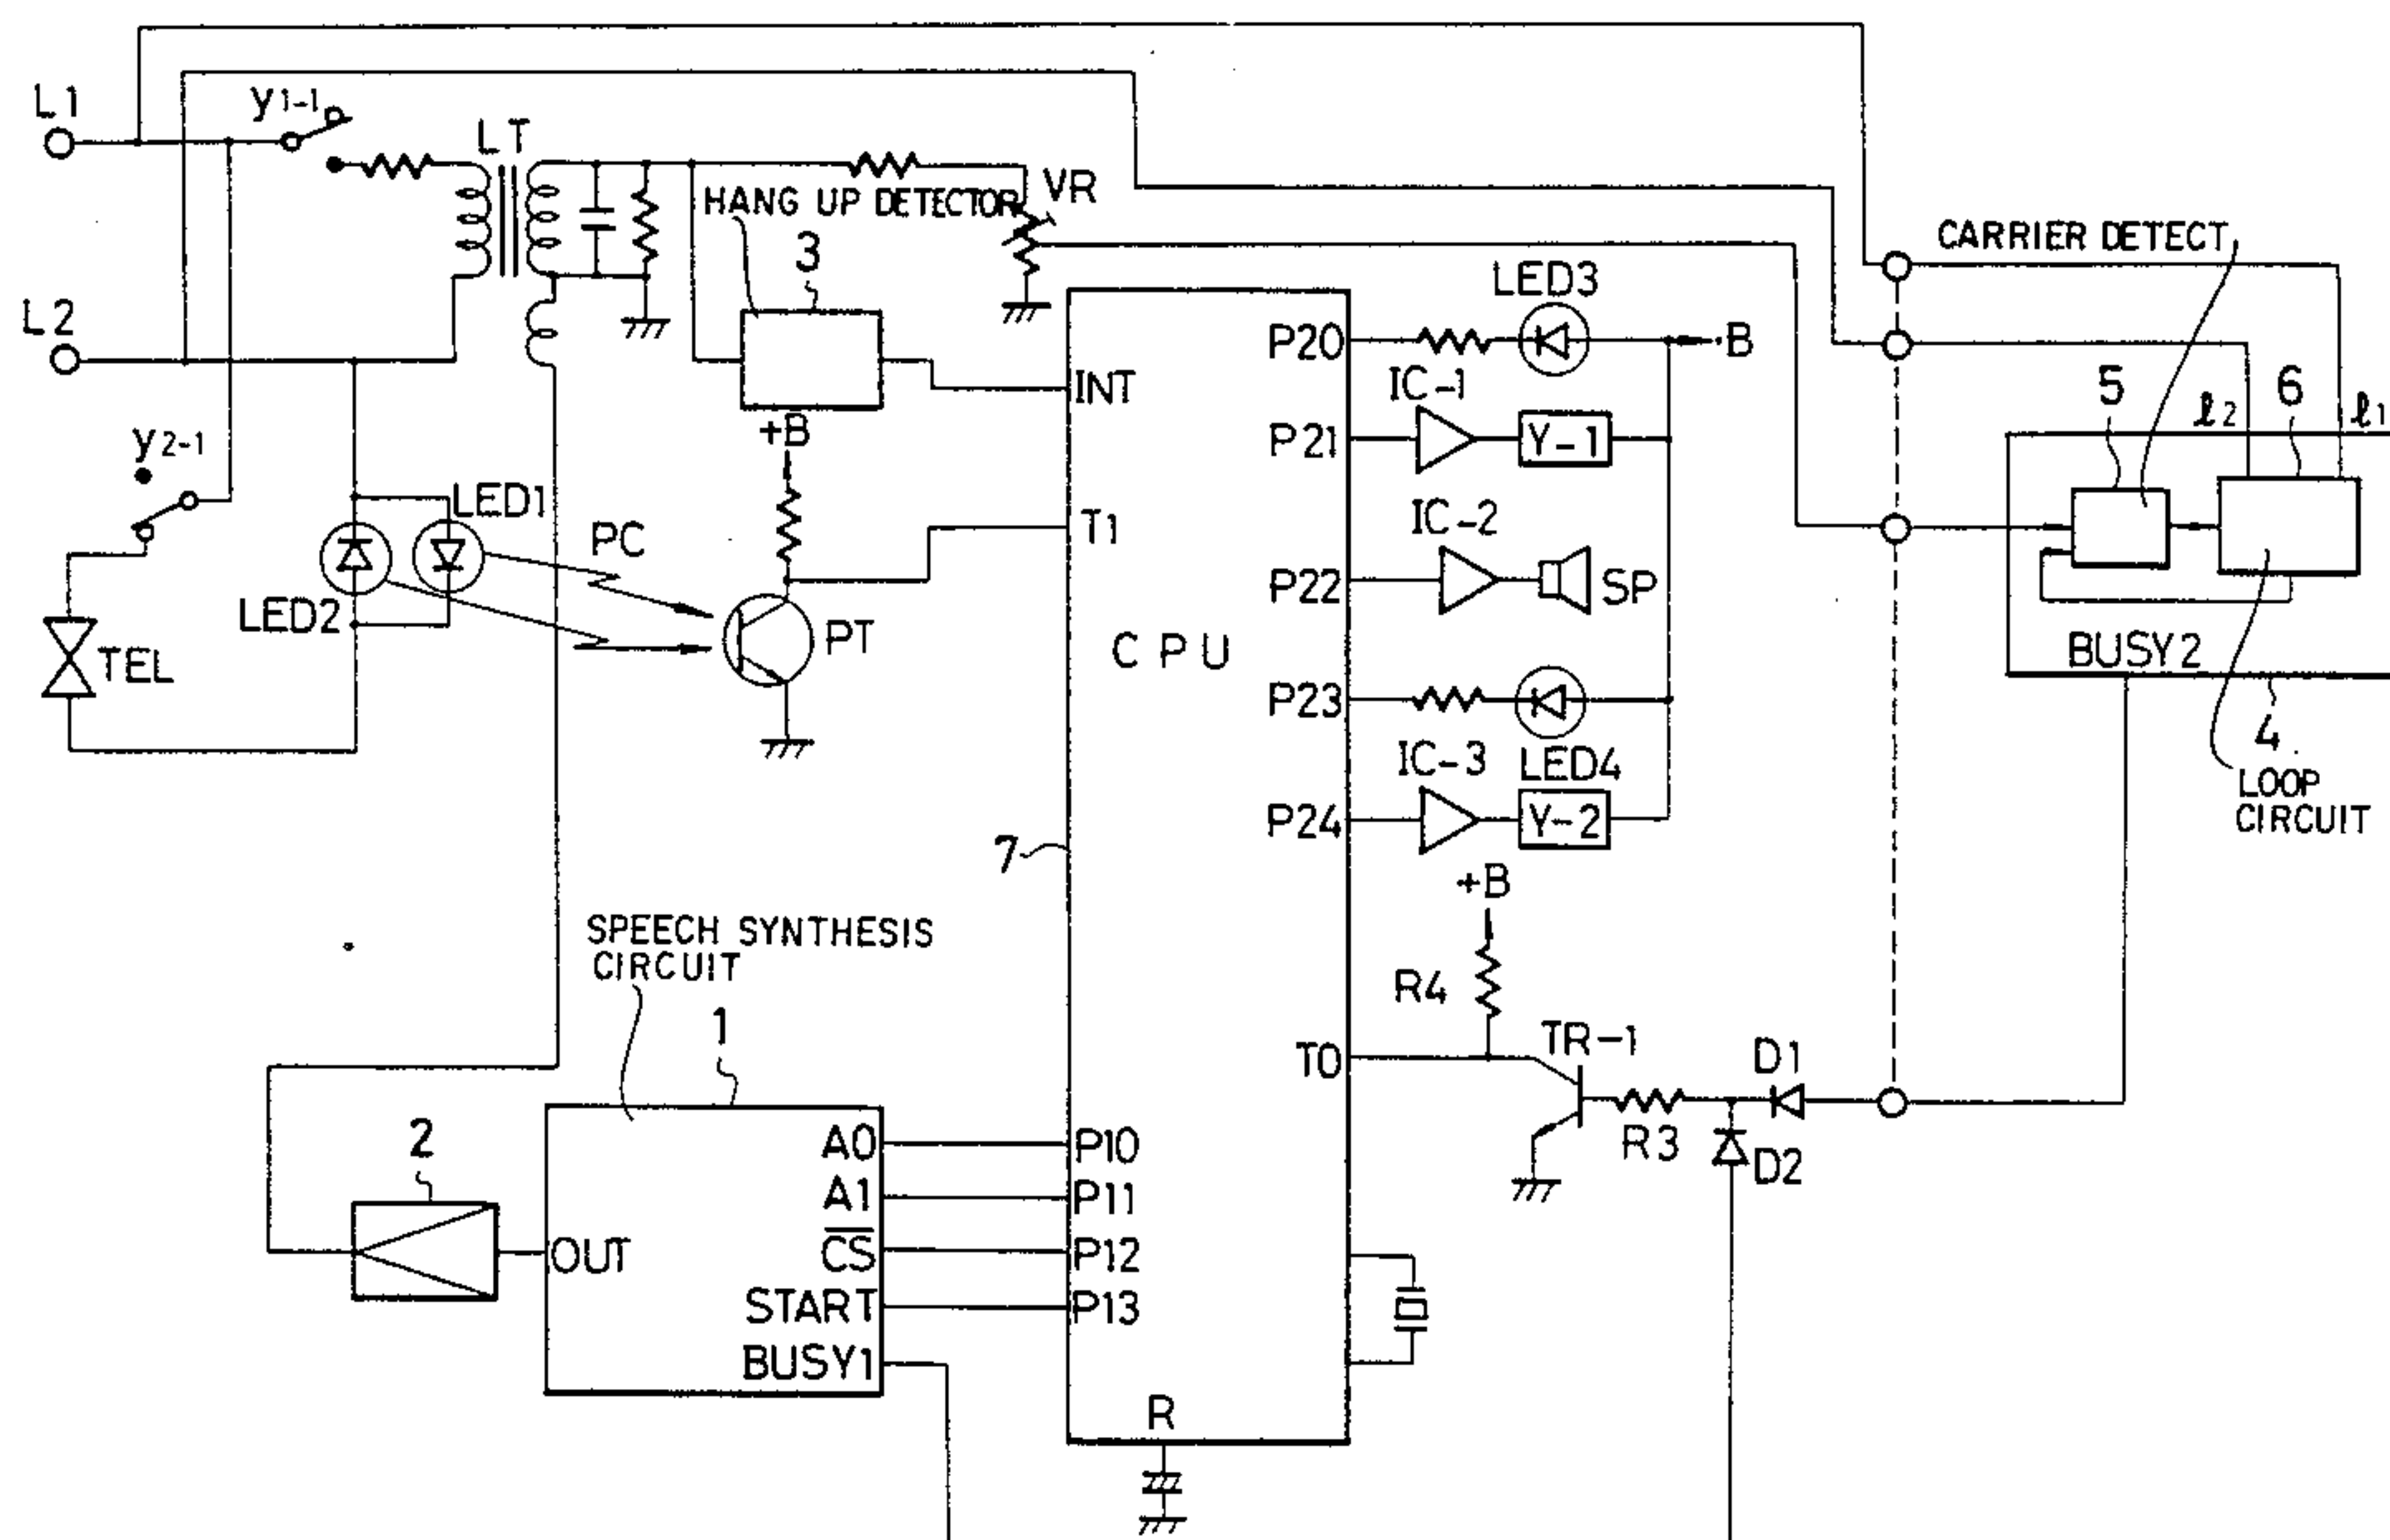 L1
y1-1
LT
HANG UP DETECTOR
3
VR
CARRIER DETECT
L2
y2-1
LED1
LED2
PC
TEL
+B
PT
INT
T1
CPU
7
P20
P21
P22
P23
P24
T0
LED3
B
IC-1
Y-1
IC-2
SP
LED4
IC-3
Y-2
5
ℓ2
6
ℓ1
BUSY2
4
LOOP
CIRCUIT
+B
R4
TR-1
R3
D1
D2
SPEECH SYNTHESIS
CIRCUIT
1
2
OUT
A0
A1
C̅S̅
START
BUSY1
P10
P11
P12
P13
R